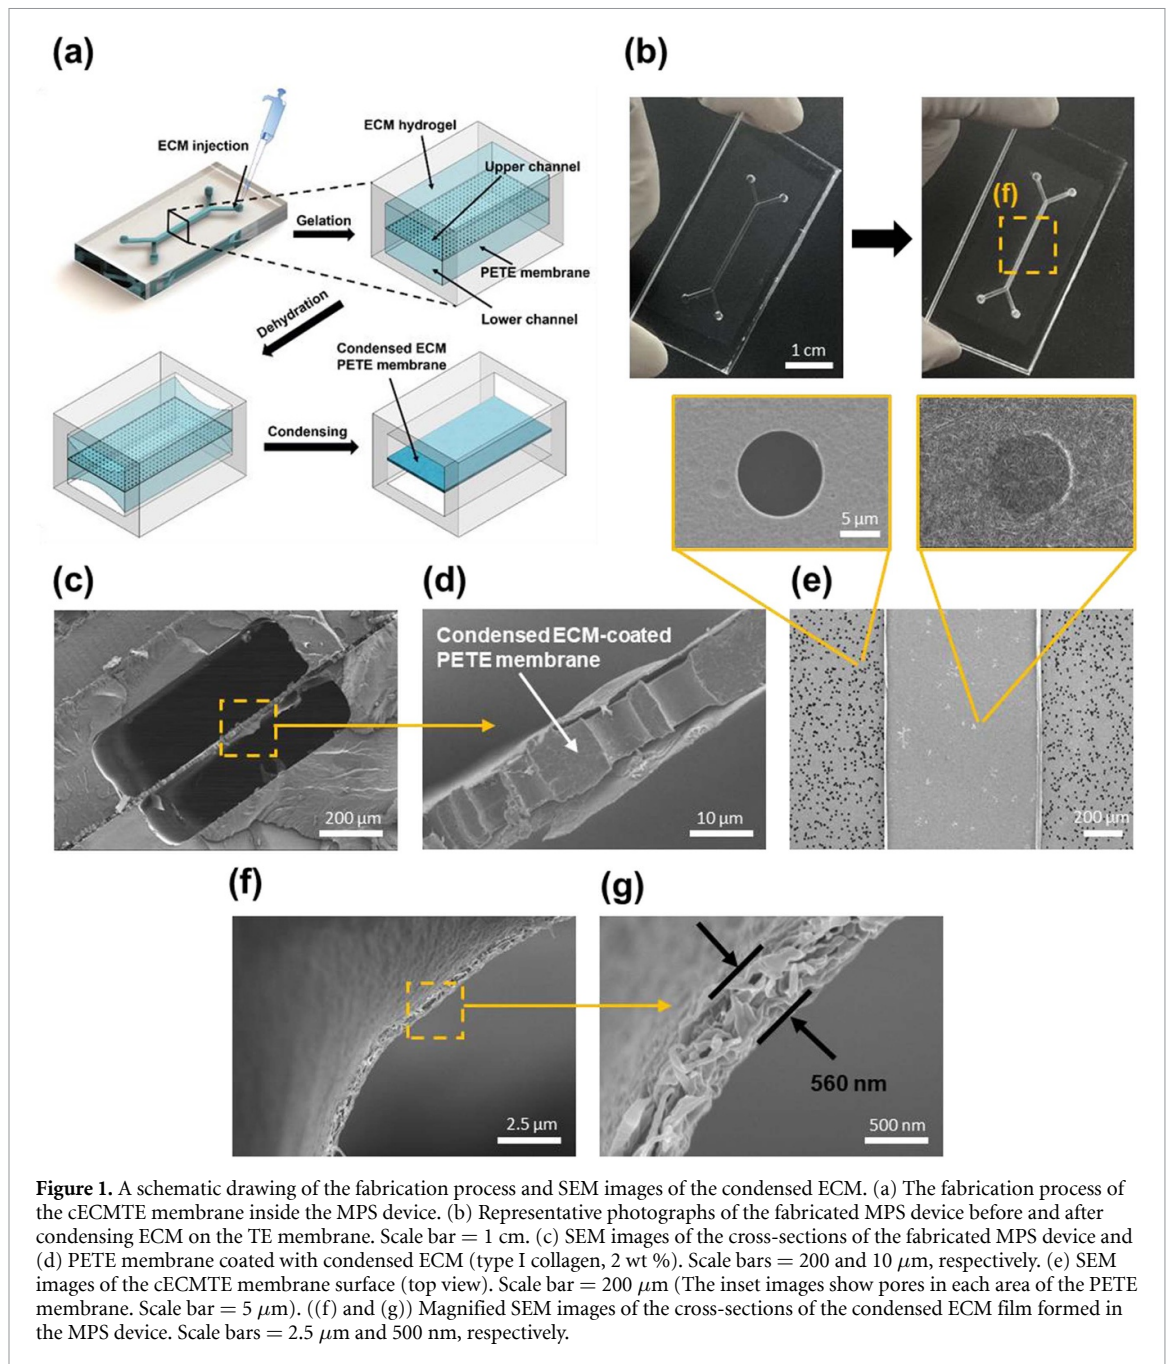 (a)
ECM injection
ECM hydrogel
Upper channel
Gelation
PETE membrane
Lower channel
Dehydration
Condensed ECM
PETE membrane
Condensing
(b)
(f)
1 cm
5 µm
(c)
200 µm
(d)
Condensed ECM-coated
PETE membrane
10 µm
(e)
200 µm
(f)
2.5 µm
(g)
560 nm
500 nm
Figure 1. A schematic drawing of the fabrication process and SEM images of the condensed ECM. (a) The fabrication process of
the cECMTE membrane inside the MPS device. (b) Representative photographs of the fabricated MPS device before and after
condensing ECM on the TE membrane. Scale bar = 1 cm. (c) SEM images of the cross-sections of the fabricated MPS device and
(d) PETE membrane coated with condensed ECM (type I collagen, 2 wt %). Scale bars = 200 and 10 µm, respectively. (e) SEM
images of the cECMTE membrane surface (top view). Scale bar = 200 µm (The inset images show pores in each area of the PETE
membrane. Scale bar = 5 µm). ((f) and (g)) Magnified SEM images of the cross-sections of the condensed ECM film formed in
the MPS device. Scale bars = 2.5 µm and 500 nm, respectively.